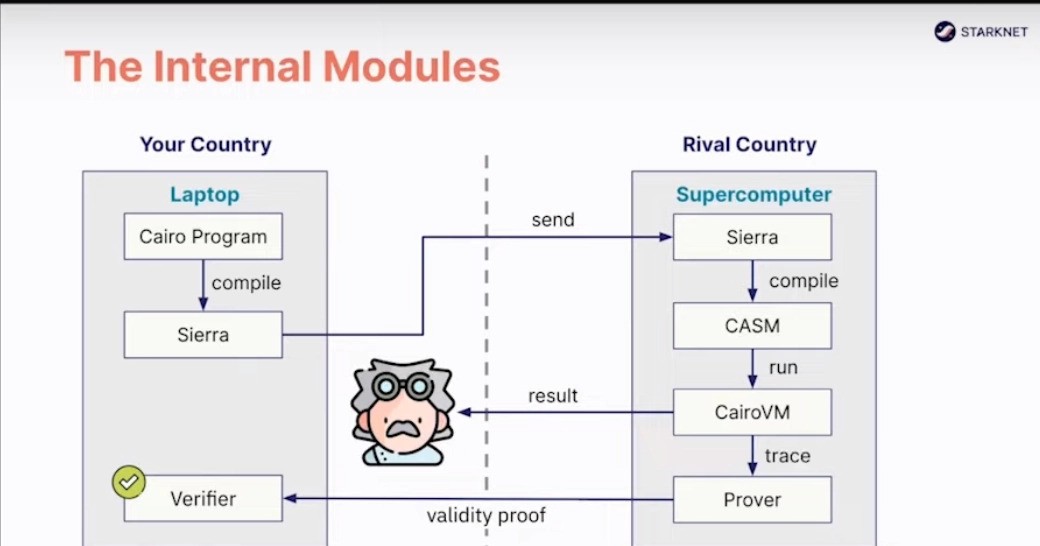 STARKNET
The Internal Modules
Your Country
Rival Country
Laptop
Supercomputer
Cairo Program
send
Sierra
compile
compile
Sierra
CASM
run
result
CairoVM
trace
Verifier
Prover
validity proof